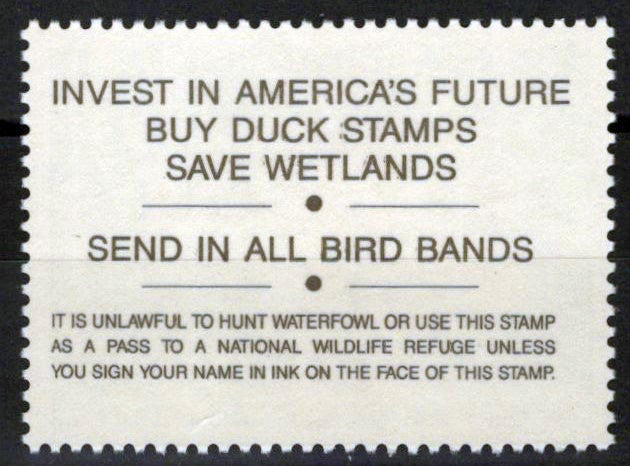 INVEST IN AMERICA'S FUTURE
BUY DUCK STAMPS
SAVE WETLANDS
SEND IN ALL BIRD BANDS
IT IS UNLAWFUL TO HUNT WATERFOWL OR USE THIS STAMP
AS A PASS TO A NATIONAL WILDLIFE REFUGE UNLESS
YOU SIGN YOUR NAME IN INK ON THE FACE OF THIS STAMP.